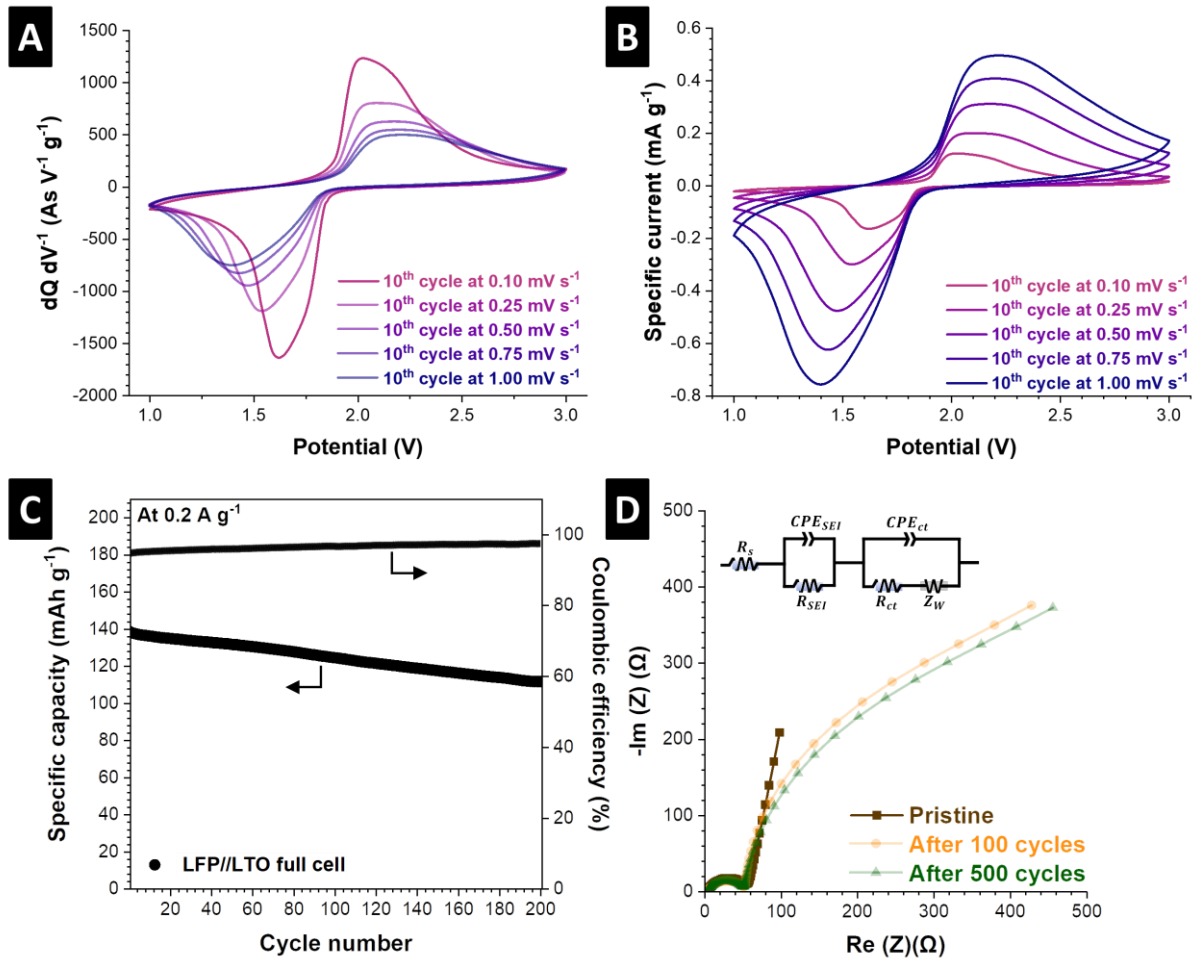 A
dQ dV⁻¹ (As V⁻¹ g⁻¹)
1500
1000
500
0
-500
-1000
-1500
-2000
10th cycle at 0.10 mV s⁻¹
10th cycle at 0.25 mV s⁻¹
10th cycle at 0.50 mV s⁻¹
10th cycle at 0.75 mV s⁻¹
10th cycle at 1.00 mV s⁻¹
1.0 1.5 2.0 2.5 3.0
Potential (V)
B
Specific current (mA g⁻¹)
0.6
0.4
0.2
0.0
-0.2
-0.4
-0.6
-0.8
10th cycle at 0.10 mV s⁻¹
10th cycle at 0.25 mV s⁻¹
10th cycle at 0.50 mV s⁻¹
10th cycle at 0.75 mV s⁻¹
10th cycle at 1.00 mV s⁻¹
1.0 1.5 2.0 2.5 3.0
Potential (V)
C
At 0.2 A g⁻¹
Specific capacity (mAh g⁻¹)
200
180
160
140
120
100
80
60
40
20
0
100
80
60
40
20
0
Coulombic efficiency (%)
LFP//LTO full cell
20 40 60 80 100 120 140 160 180 200
Cycle number
D
-Im (Z) (Ω)
500
400
300
200
100
0
CPE_SEI CPE_ct
R_s
R_SEI R_ct Z_W
Pristine
After 100 cycles
After 500 cycles
0 100 200 300 400 500
Re (Z)(Ω)